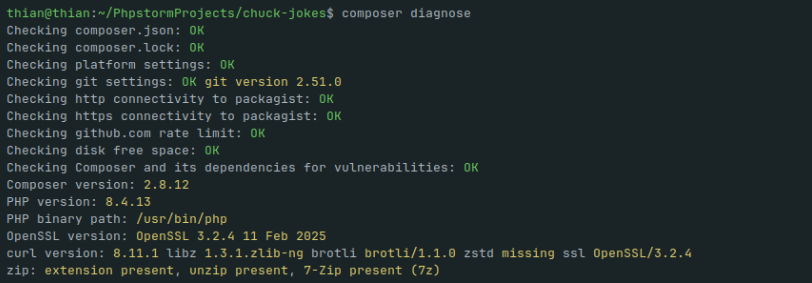 thian@thian:~/PhpstormProjects/chuck-jokes$ composer diagnose
Checking composer.json: OK
Checking composer.lock: OK
Checking platform settings: OK
Checking git settings: OK git version 2.51.0
Checking http connectivity to packagist: OK
Checking https connectivity to packagist: OK
Checking github.com rate limit: OK
Checking disk free space: OK
Checking Composer and its dependencies for vulnerabilities: OK
Composer version: 2.8.12
PHP version: 8.4.13
PHP binary path: /usr/bin/php
OpenSSL version: OpenSSL 3.2.4 11 Feb 2025
curl version: 8.11.1 libz 1.3.1.zlib-ng brotli brotli/1.1.0 zstd missing ssl OpenSSL/3.2.4
zip: extension present, unzip present, 7-Zip present (7z)